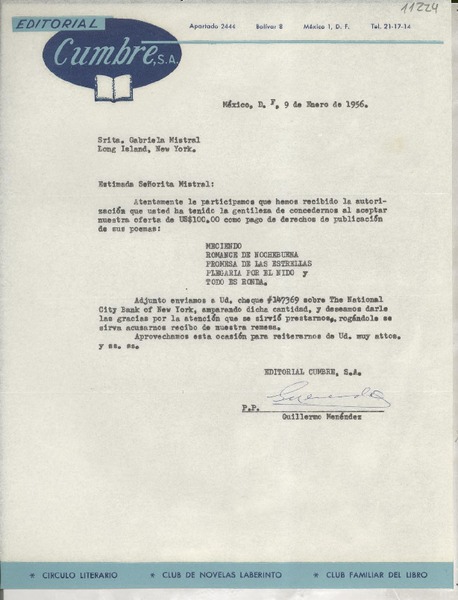 11224
EDITORIAL
Cumbre, S.A.
Apartado 2444 Bolívar 8 México 1, D. F. Tel. 21-17-14
México, D. F, 9 de Enero de 1956.
Srita. Gabriela Mistral
Long Island, New York.
Estimada Señorita Mistral:
Atentamente le participamos que hemos recibido la autori-
zación que usted ha tenido la gentileza de concedernos al aceptar
nuestra oferta de US$100.00 como pago de derechos de publicación
de sus poemas:
MECIENDO
ROMANCE DE NOCHEBUENA
PROMESA DE LAS ESTRELLAS
PLEGARIA POR EL NIDO y
TODO ES RONDA.
Adjunto enviamos a Ud. cheque #147369 sobre The National
City Bank of New York, amparando dicha cantidad, y deseamos darle
las gracias por la atención que se sirvió prestarnos, rogándole se
sirva acusarnos recibo de nuestra remesa.
Aprovechamos esta ocasión para reiterarnos de Ud. muy attos.
y ss. ss.
EDITORIAL CUMBRE, S.A.
P.P.
Guillermo Menéndez
* CIRCULO LITERARIO * CLUB DE NOVELAS LABERINTO * CLUB FAMILIAR DEL LIBRO